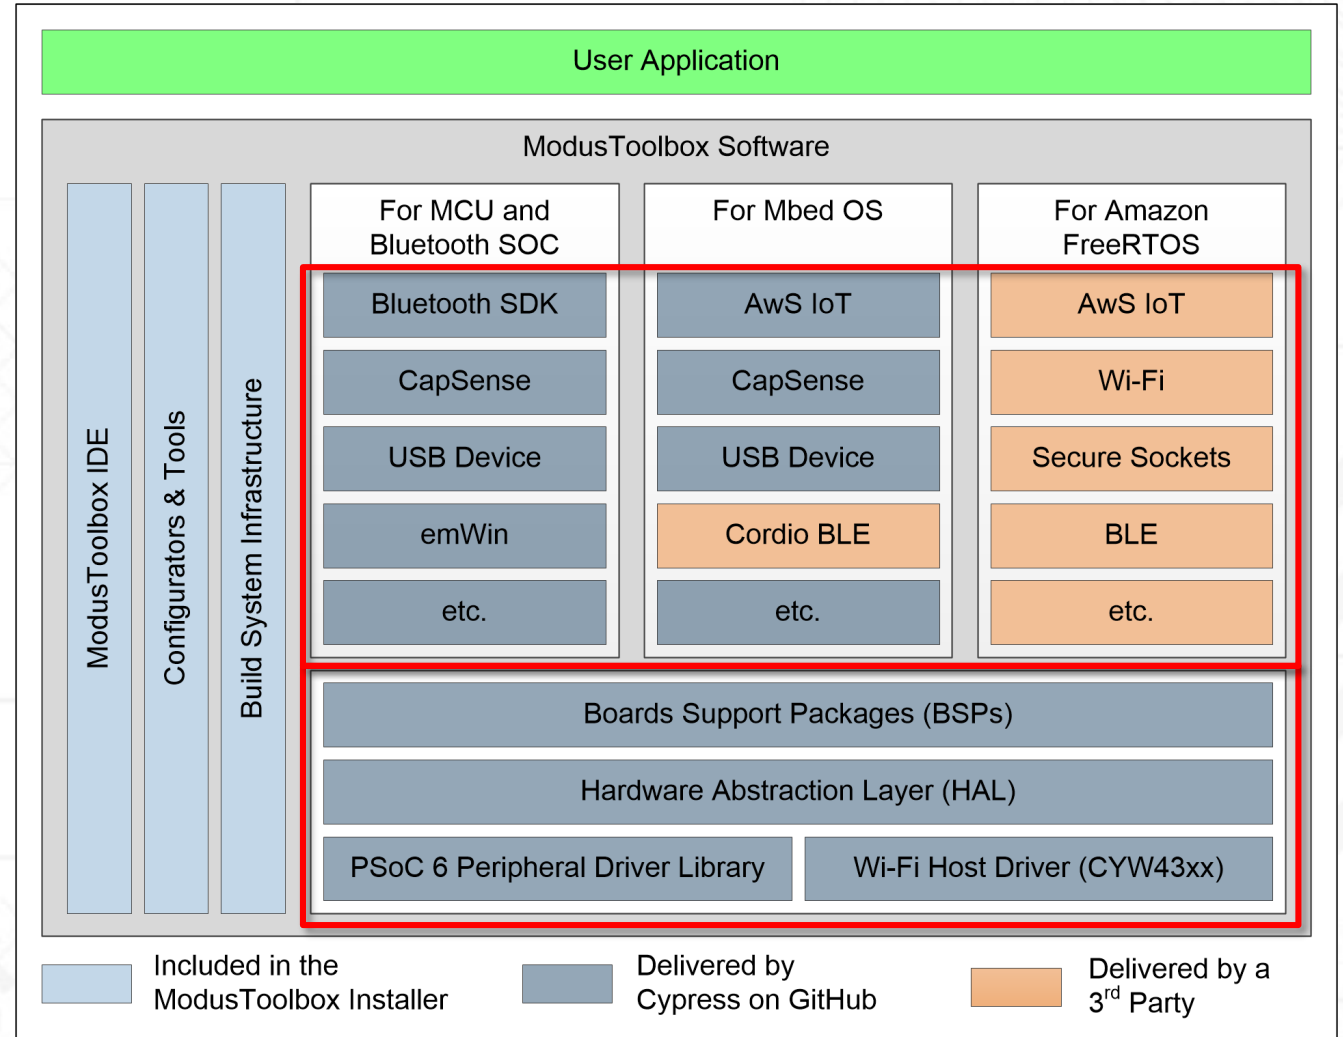 User Application
ModusToolbox Software
ModusToolbox IDE
Configurators & Tools
Build System Infrastructure
For MCU and
Bluetooth SOC
Bluetooth SDK
CapSense
USB Device
emWin
etc.
For Mbed OS
AwS IoT
CapSense
USB Device
Cordio BLE
etc.
For Amazon
FreeRTOS
AwS IoT
Wi-Fi
Secure Sockets
BLE
etc.
Boards Support Packages (BSPs)
Hardware Abstraction Layer (HAL)
PSoC 6 Peripheral Driver Library
Wi-Fi Host Driver (CYW43xx)
Included in the
ModusToolbox Installer
Delivered by
Cypress on GitHub
Delivered by a
3rd Party